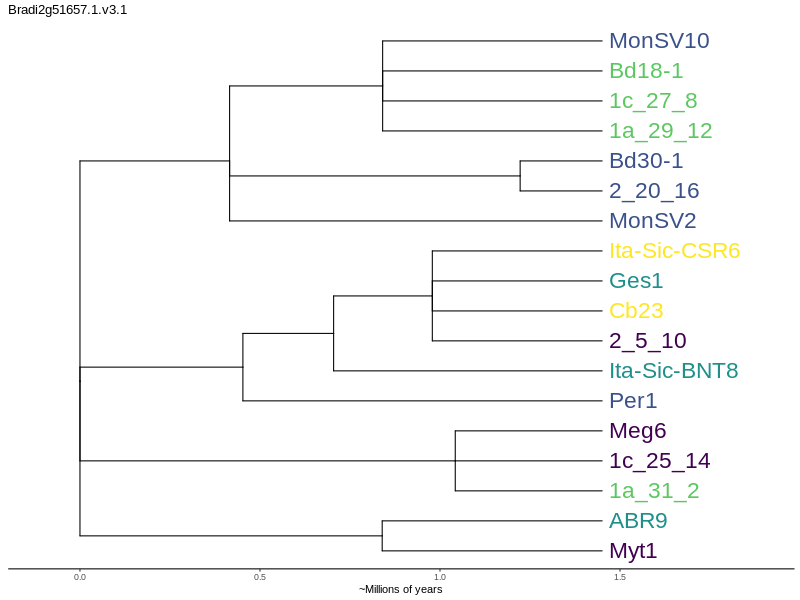 Bradi2g51657.1.v3.1
MonSV10
Bd18-1
1c_27_8
1a_29_12
Bd30-1
2_20_16
MonSV2
Ita-Sic-CSR6
Ges1
Cb23
2_5_10
Ita-Sic-BNT8
Per1
Meg6
1c_25_14
1a_31_2
ABR9
Myt1
0.0 0.5 1.0 1.5
~Millions of years